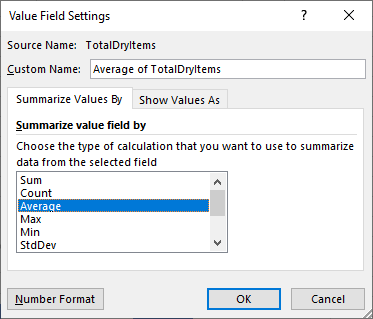 Value Field Settings
Source Name: TotalDryItems
Custom Name: Average of TotalDryItems
Summarize Values By Show Values As
Summarize value field by
Choose the type of calculation that you want to use to summarize
data from the selected field
Sum
Count
Average
Max
Min
StdDev
Number Format OK Cancel